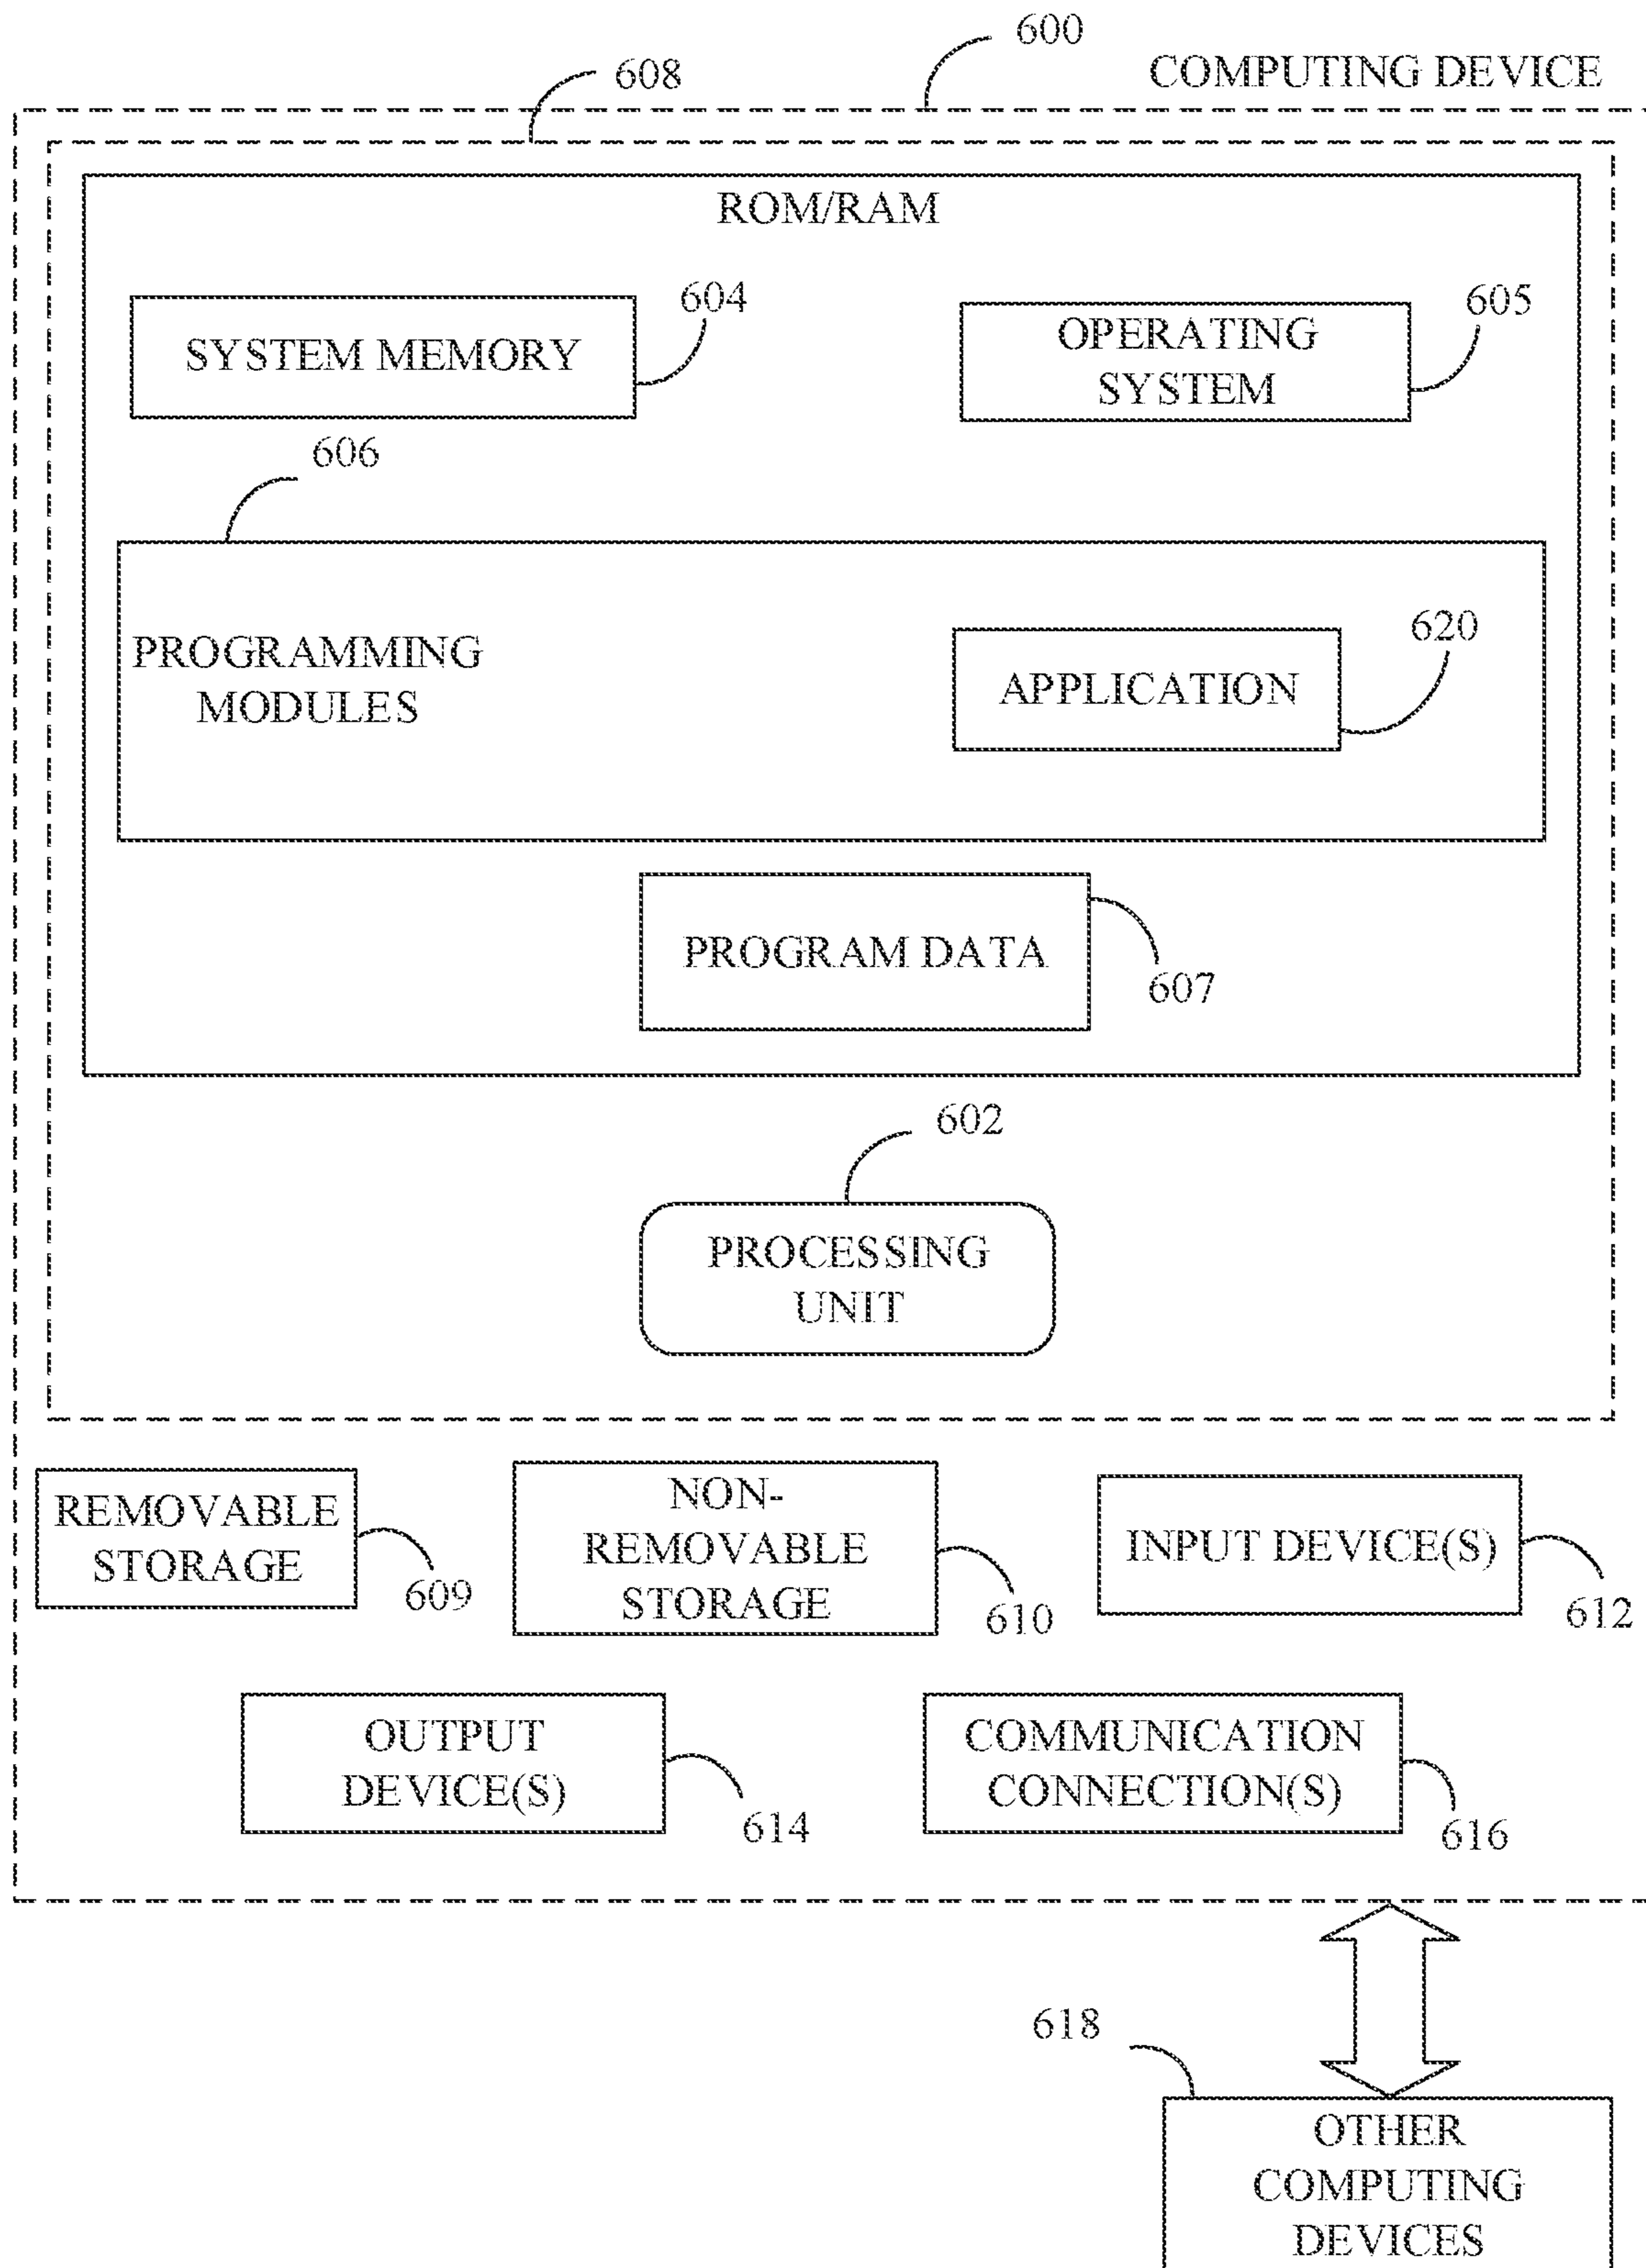 600
608
COMPUTING DEVICE
ROM/RAM
604
605
SYSTEM MEMORY
OPERATING
SYSTEM
606
PROGRAMMING
MODULES
620
APPLICATION
PROGRAM DATA
607
602
PROCESSING
UNIT
REMOVABLE
STORAGE
609
NON-
REMOVABLE
STORAGE
610
INPUT DEVICE(S)
612
OUTPUT
DEVICE(S)
614
COMMUNICATION
CONNECTION(S)
616
618
OTHER
COMPUTING
DEVICES